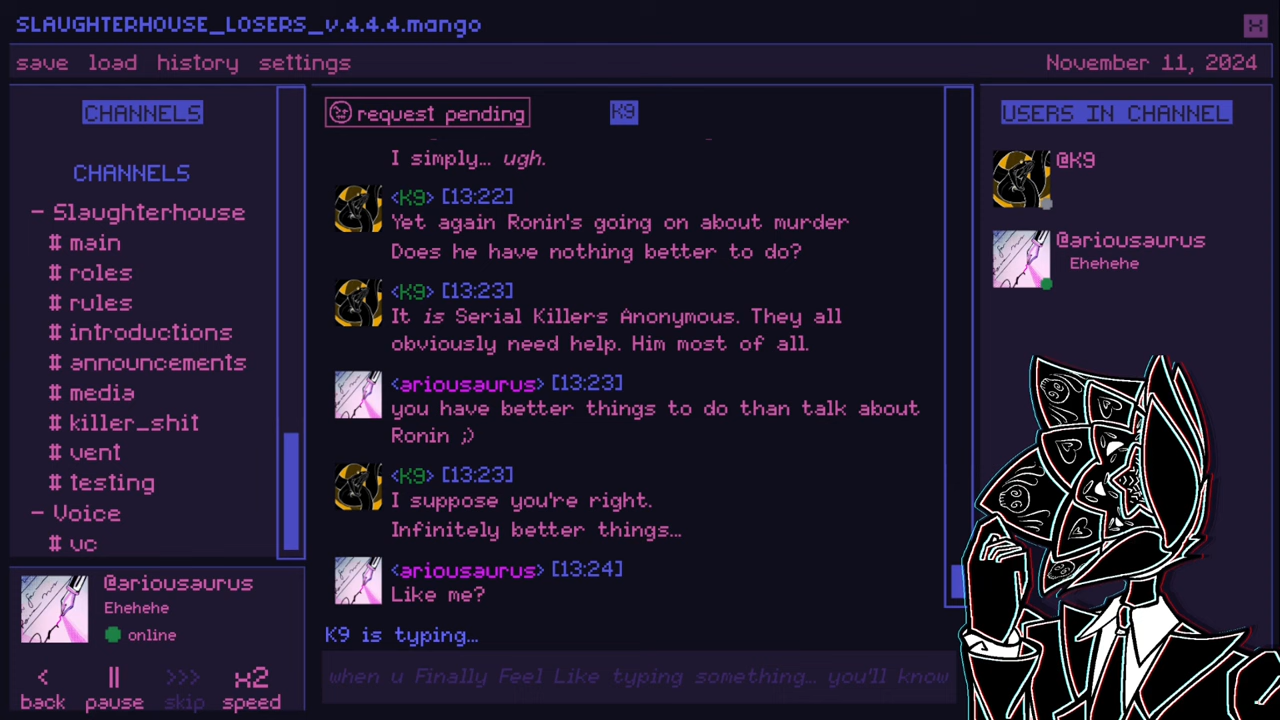 SLAUGHTERHOUSE_LOSERS_v.4.4.4.mango
X
save load history settings
November 11, 2024
CHANNELS
CHANNELS
- Slaughterhouse
# main
# roles
# rules
# introductions
# announcements
# media
# killer_shit
# vent
# testing
- Voice
# vc
@ariousaurus
Ehehehe
online
< || >>> x2
back pause skip speed
request pending
K9
I simply... ugh.
<K9> [13:22]
Yet again Ronin's going on about murder
Does he have nothing better to do?
<K9> [13:23]
It is Serial Killers Anonymous. They all
obviously need help. Him most of all.
<ariousaurus> [13:23]
you have better things to do than talk about
Ronin ;)
<K9> [13:23]
I suppose you're right.
Infinitely better things...
<ariousaurus> [13:24]
Like me?
K9 is typing...
when u Finally Feel Like typing something... you'll know
USERS IN CHANNEL
@K9
@ariousaurus
Ehehehe